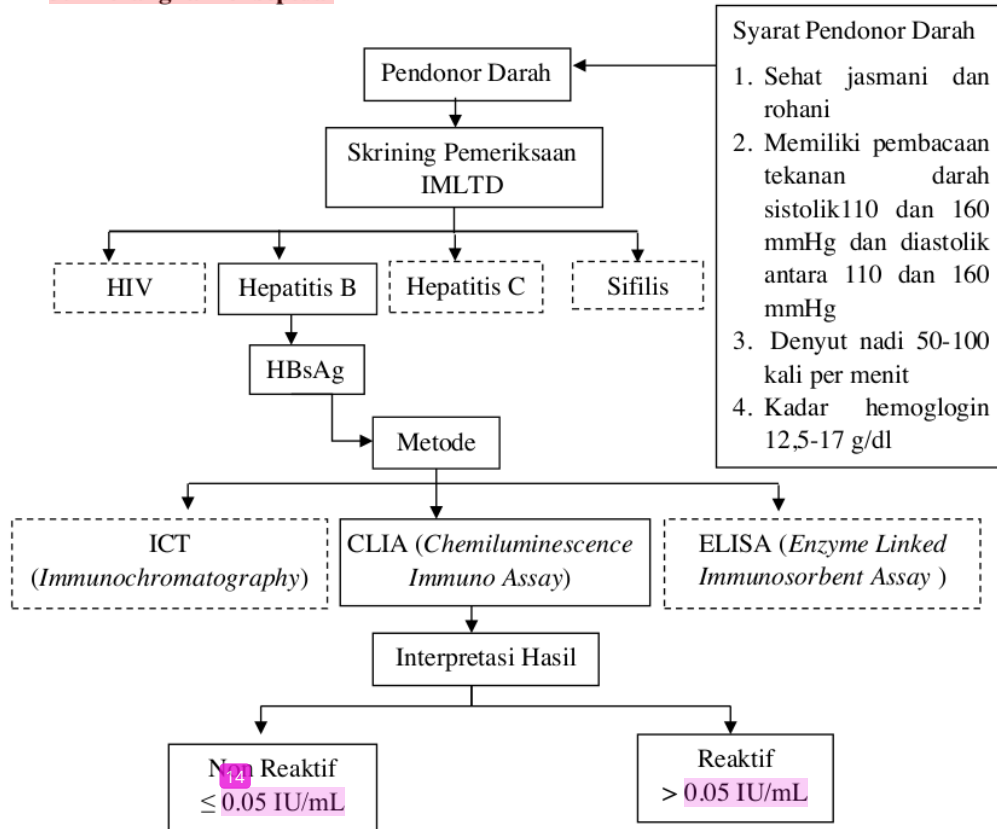 Pendonor Darah
Skrining Pemeriksaan
IMLTD
HIV
Hepatitis B
Hepatitis C
Sifilis
HBsAg
Metode
ICT
(Immunochromatography)
CLIA (Chemiluminescence
Immuno Assay)
ELISA (Enzyme Linked
Immunosorbent Assay )
Interpretasi Hasil
Non Reaktif
14
≤ 0.05 IU/mL
Reaktif
> 0.05 IU/mL
Syarat Pendonor Darah
1. Sehat jasmani dan
rohani
2. Memiliki pembacaan
tekanan darah
sistolik110 dan 160
mmHg dan diastolik
antara 110 dan 160
mmHg
3. Denyut nadi 50-100
kali per menit
4. Kadar hemoglogin
12,5-17 g/dl